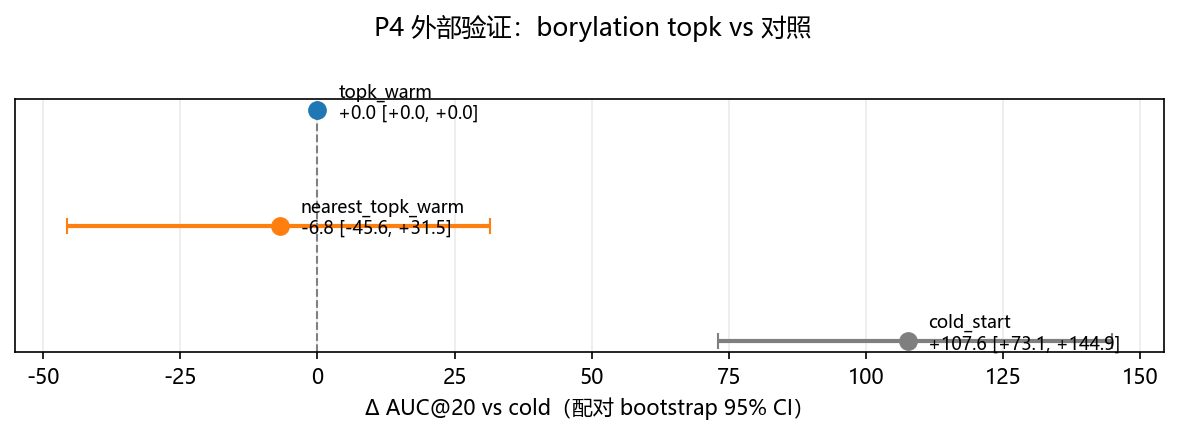 P4 外部验证：borylation topk vs 对照
topk_warm
+0.0 [+0.0, +0.0]
nearest_topk_warm
-6.8 [-45.6, +31.5]
cold_start
+107.6 [+73.1, +144.9]
-50 -25 0 25 50 75 100 125 150
Δ AUC@20 vs cold（配对 bootstrap 95% CI）